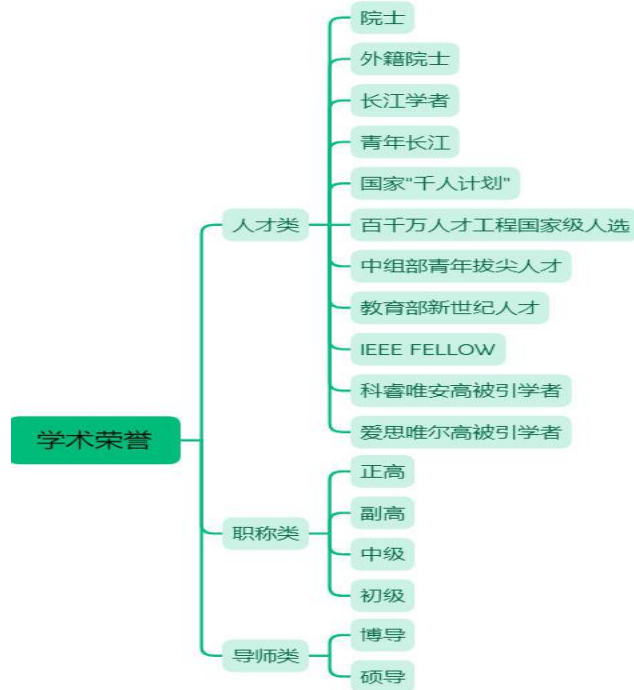 学术荣誉
人才类
院士
外籍院士
长江学者
青年长江
国家"千人计划"
百千万人才工程国家级人选
中组部青年拔尖人才
教育部新世纪人才
IEEE FELLOW
科睿唯安高被引学者
爱思唯尔高被引学者
职称类
正高
副高
中级
初级
导师类
博导
硕导